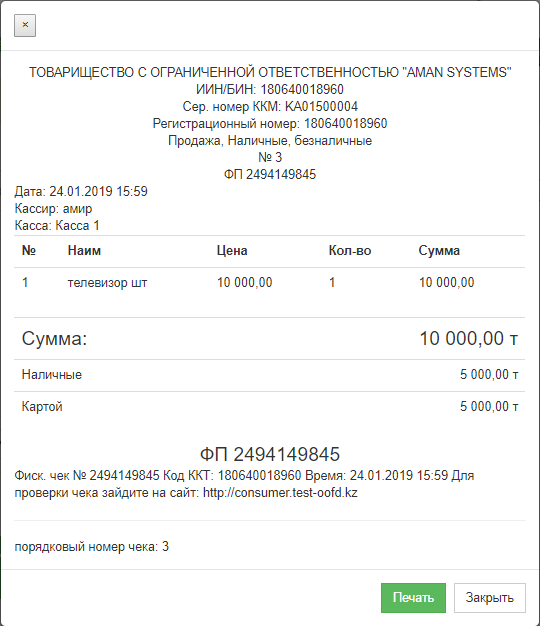 ×
ТОВАРИЩЕСТВО С ОГРАНИЧЕННОЙ ОТВЕТСТВЕННОСТЬЮ "AMAN SYSTEMS"
ИИН/БИН: 180640018960
Сер. номер ККМ: KA01500004
Регистрационный номер: 180640018960
Продажа, Наличные, безналичные
№ 3
ФП 2494149845
Дата: 24.01.2019 15:59
Кассир: амир
Касса: Касса 1
№ Наим Цена Кол-во Сумма
1 телевизор шт 10 000,00 1 10 000,00
Сумма: 10 000,00 т
Наличные 5 000,00 т
Картой 5 000,00 т
ФП 2494149845
Фиск. чек № 2494149845 Код ККТ: 180640018960 Время: 24.01.2019 15:59 Для
проверки чека зайдите на сайт: http://consumer.test-oofd.kz
порядковый номер чека: 3
Печать Закрыть